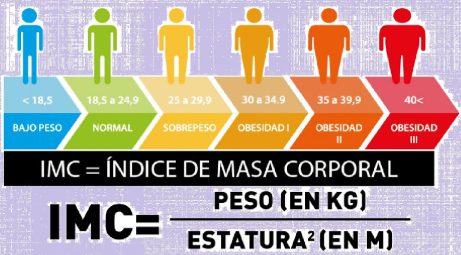 < 18,5
18,5 a 24,9
25 a 29,9
30 a 34.9
35 a 39,9
40<
BAJO PESO
NORMAL
SOBREPESO
OBESIDAD I
OBESIDAD
II
OBESIDAD
III
IMC = ÍNDICE DE MASA CORPORAL
IMC=
PESO (EN KG)
ESTATURA² (EN M)